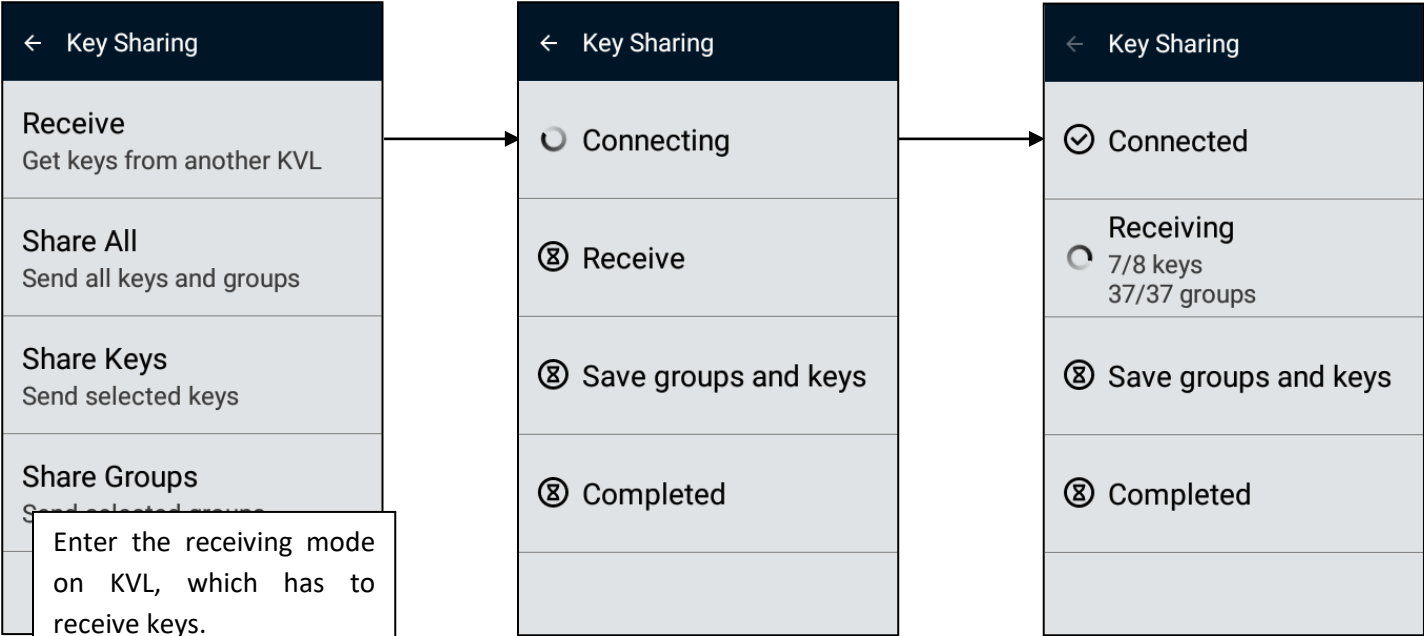 Key Sharing
Receive
Get keys from another KVL
Share All
Send all keys and groups
Share Keys
Send selected keys
Share Groups
Send selected groups
Enter the receiving mode
on KVL, which has to
receive keys.
Key Sharing
Connecting
Receive
Save groups and keys
Completed
Key Sharing
Connected
Receiving
7/8 keys
37/37 groups
Save groups and keys
Completed